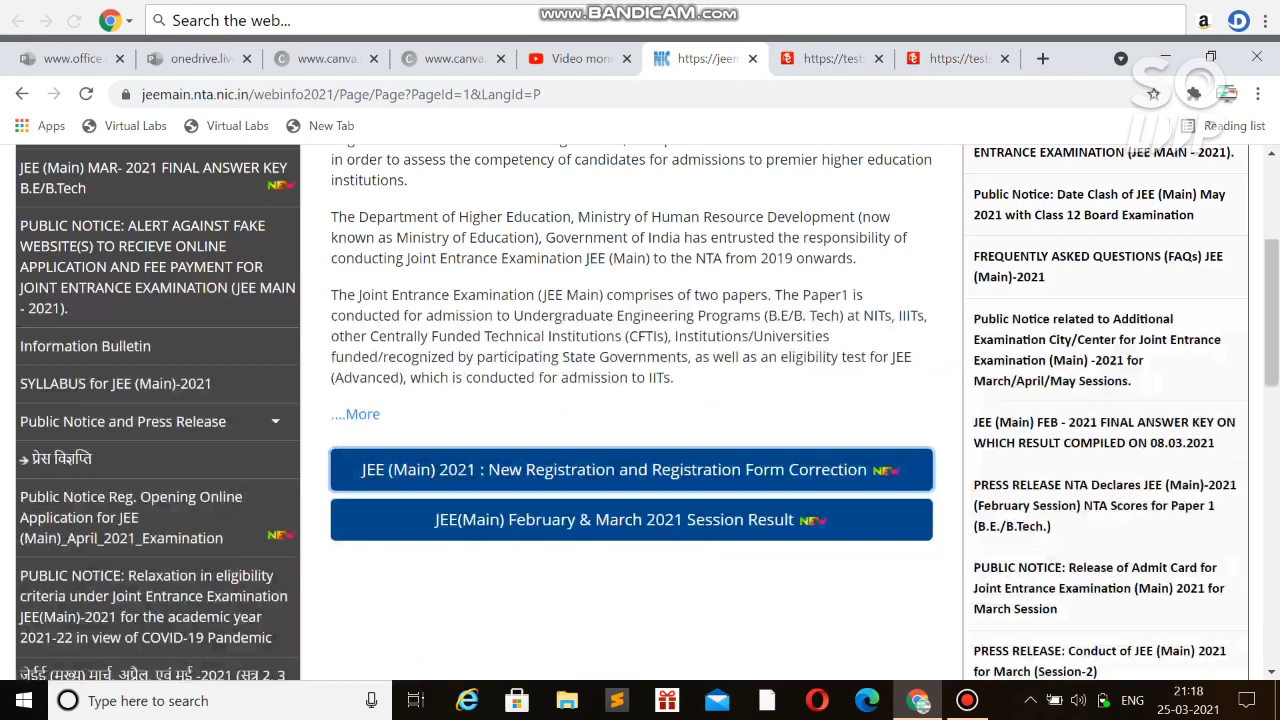 www.BANDICAM.com
Search the web...
www.office
onedrive.li
www.canva
www.canva.
Video mon
NIC
https://jeen
https://test
https://test
jeemain.nta.nic.in/webinfo2021/Page/Page?PageId=1&LangId=P
Apps
Virtual Labs
Virtual Labs
New Tab
Reading list
JEE (Main) MAR- 2021 FINAL ANSWER KEY
B.E/B.Tech
NEW
PUBLIC NOTICE: ALERT AGAINST FAKE
WEBSITE(S) TO RECIEVE ONLINE
APPLICATION AND FEE PAYMENT FOR
JOINT ENTRANCE EXAMINATION (JEE MAIN
- 2021).
Information Bulletin
SYLLABUS for JEE (Main)-2021
Public Notice and Press Release
प्रेस विज्ञप्ति
Public Notice Reg. Opening Online
Application for JEE
(Main)_April_2021_Examination
NEW
PUBLIC NOTICE: Relaxation in eligibility
criteria under Joint Entrance Examination
JEE(Main)-2021 for the academic year
2021-22 in view of COVID-19 Pandemic
जेईई (मुख्य) मार्च, अप्रैल, एवं मई -2021 (सत्र 2, 3
in order to assess the competency of candidates for admissions to premier higher education
institutions.
The Department of Higher Education, Ministry of Human Resource Development (now
known as Ministry of Education), Government of India has entrusted the responsibility of
conducting Joint Entrance Examination JEE (Main) to the NTA from 2019 onwards.
The Joint Entrance Examination (JEE Main) comprises of two papers. The Paper1 is
conducted for admission to Undergraduate Engineering Programs (B.E/B. Tech) at NITs, IIITs,
other Centrally Funded Technical Institutions (CFTIs), Institutions/Universities
funded/recognized by participating State Governments, as well as an eligibility test for JEE
(Advanced), which is conducted for admission to IITs.
....More
JEE (Main) 2021 : New Registration and Registration Form Correction NEW
JEE(Main) February & March 2021 Session Result NEW
ENTRANCE EXAMINATION (JEE MAIN - 2021).
Public Notice: Date Clash of JEE (Main) May
2021 with Class 12 Board Examination
FREQUENTLY ASKED QUESTIONS (FAQs) JEE
(Main)-2021
Public Notice related to Additional
Examination City/Center for Joint Entrance
Examination (Main) -2021 for
March/April/May Sessions.
JEE (Main) FEB - 2021 FINAL ANSWER KEY ON
WHICH RESULT COMPILED ON 08.03.2021
PRESS RELEASE NTA Declares JEE (Main)-2021
(February Session) NTA Scores for Paper 1
(B.E./B.Tech.)
PUBLIC NOTICE: Release of Admit Card for
Joint Entrance Examination (Main) 2021 for
March Session
PRESS RELEASE: Conduct of JEE (Main) 2021
for March (Session-2)
Type here to search
ENG
21:18
25-03-2021